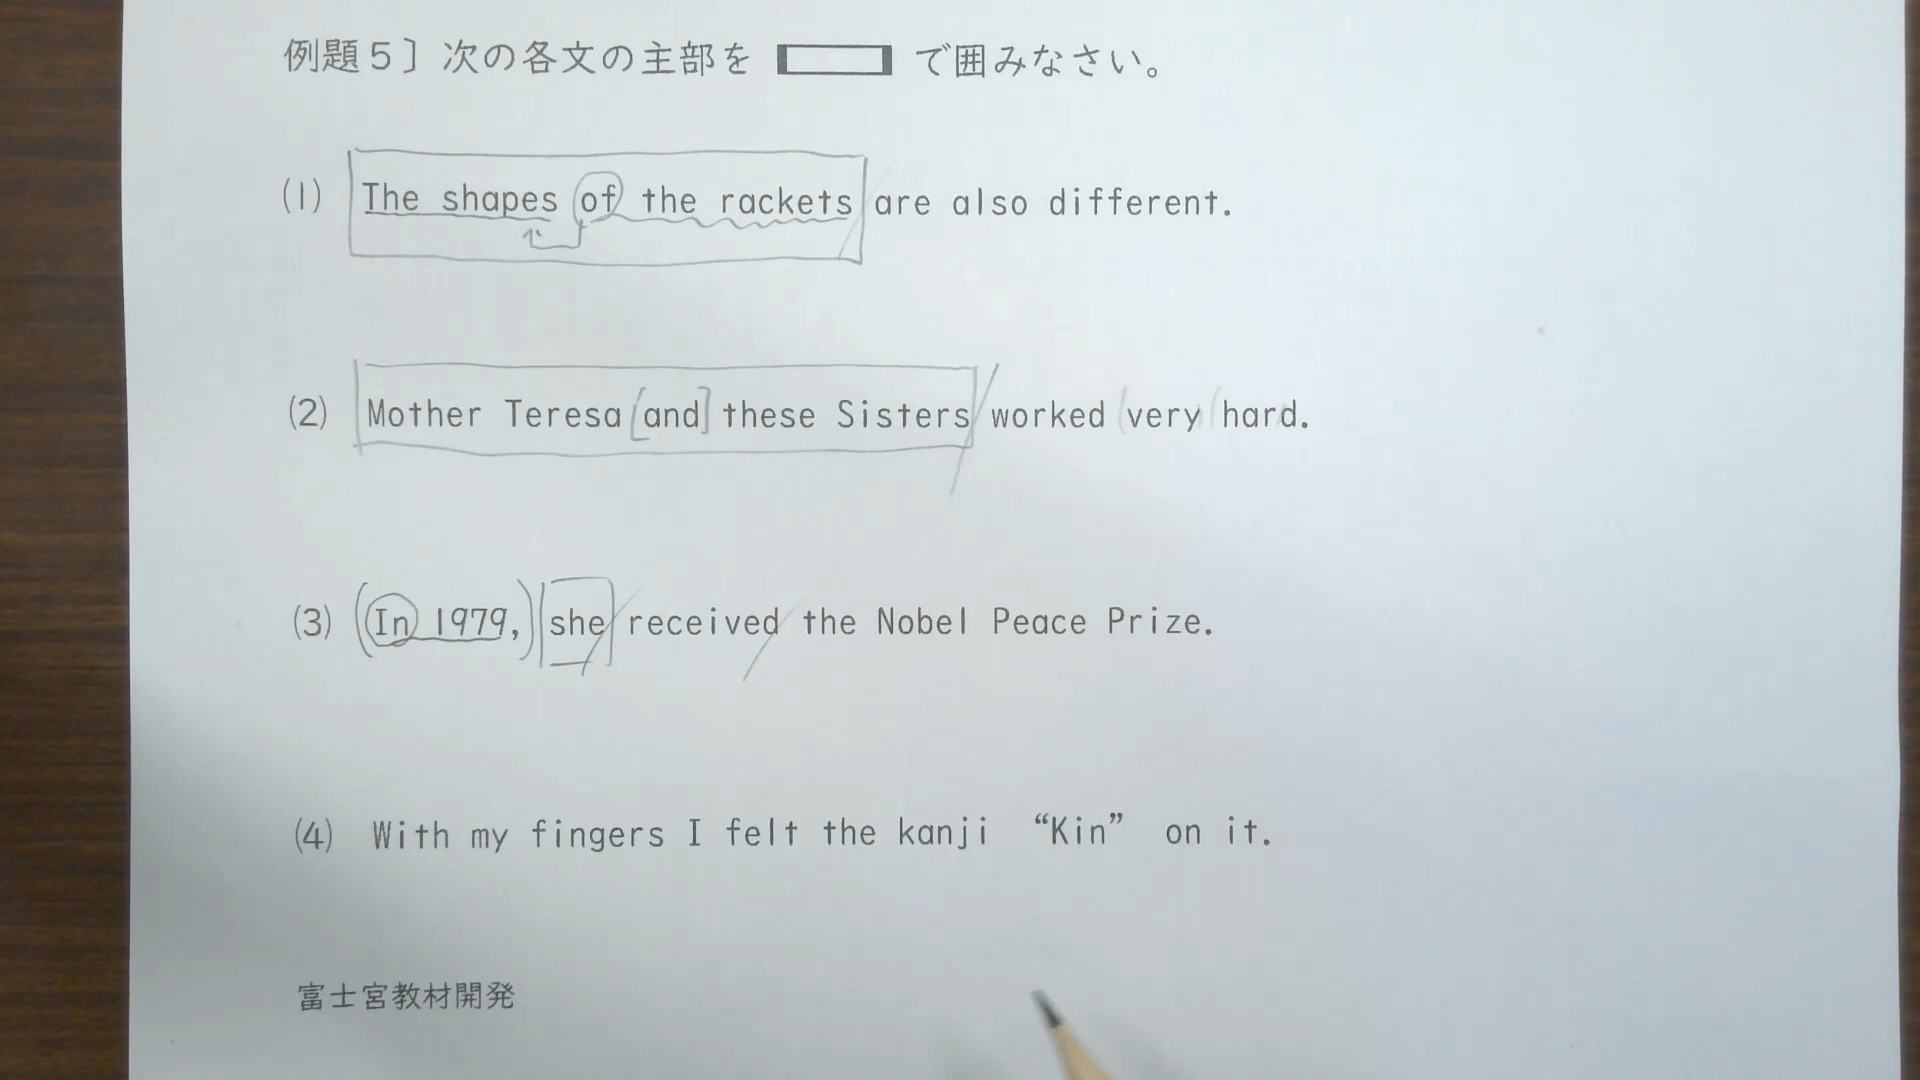 例題5］次の各文の主部を で囲みなさい。
(1) The shapes of the rackets are also different.
(2) Mother Teresa [and] these Sisters worked (very (hard.
(3) (In 1979,) she received the Nobel Peace Prize.
(4) With my fingers I felt the kanji “Kin” on it.
富士宮教材開発